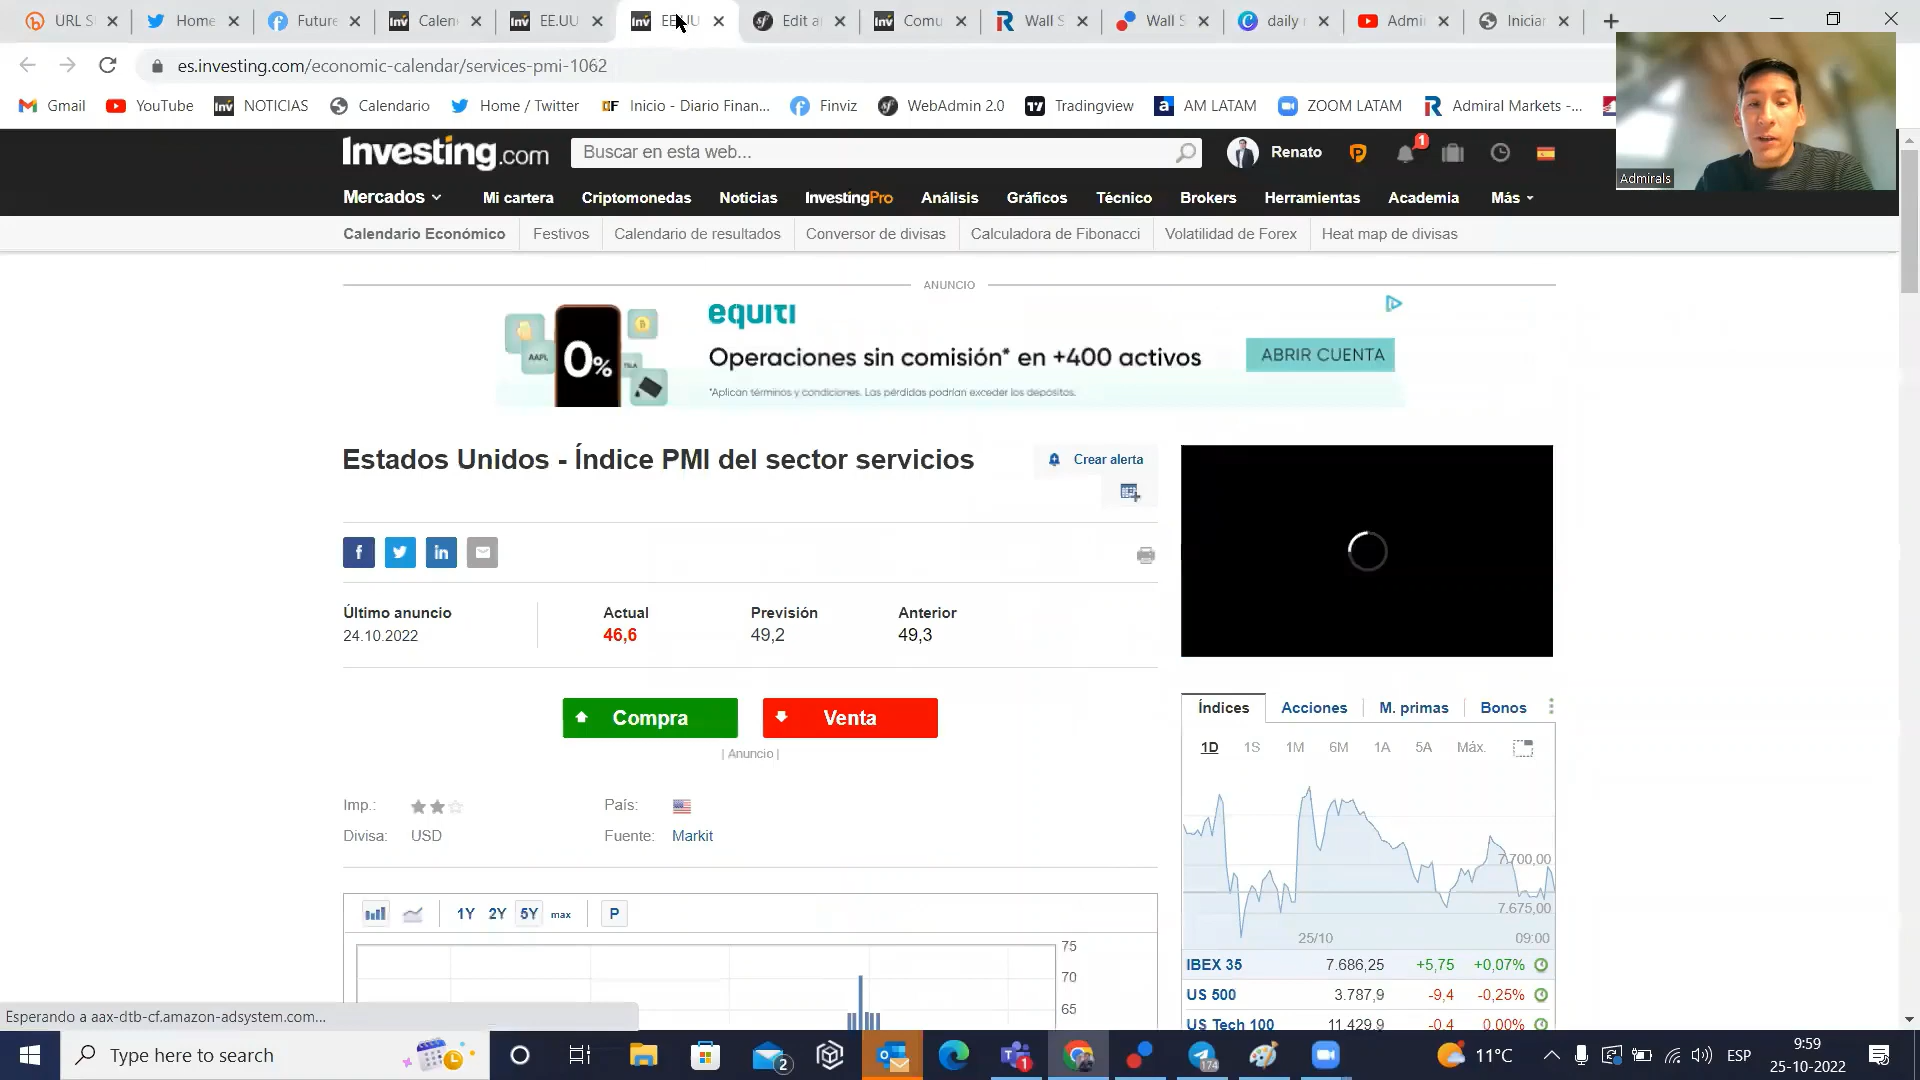 URL S
Home
Future
Calen
EE.UU
EE.UU
Edit a
Comu
Wall S
Wall S
daily r
Admi
Iniciar
es.investing.com/economic-calendar/services-pmi-1062
Gmail
YouTube
NOTICIAS
Calendario
Home / Twitter
Inicio - Diario Finan...
Finviz
WebAdmin 2.0
Tradingview
AM LATAM
ZOOM LATAM
Admiral Markets -...
Admirals
Investing.com
Buscar en esta web...
Renato
1
Mercados
Mi cartera
Criptomonedas
Noticias
InvestingPro
Análisis
Gráficos
Técnico
Brokers
Herramientas
Academia
Más
Calendario Económico
Festivos
Calendario de resultados
Conversor de divisas
Calculadora de Fibonacci
Volatilidad de Forex
Heat map de divisas
ANUNCIO
equiti
AAPL
0%
TSLA
Operaciones sin comisión* en +400 activos
ABRIR CUENTA
*Aplican términos y condiciones. Las pérdidas podrían exceder los depósitos.
Estados Unidos - Índice PMI del sector servicios
Crear alerta
Último anuncio
24.10.2022
Actual
46,6
Previsión
49,2
Anterior
49,3
Compra
Venta
| Anuncio |
Imp.:
País:
Divisa: USD
Fuente: Markit
1Y 2Y 5Y max P
75
70
65
Índices
Acciones
M. primas
Bonos
1D 1S 1M 6M 1A 5A Máx.
7.700,00
7.675,00
25/10
09:00
IBEX 35 7.686,25 +5,75 +0,07%
US 500 3.787,9 -9,4 -0,25%
US Tech 100 11.429,9 -0,4 0,00%
Esperando a aax-dtb-cf.amazon-adsystem.com...
Type here to search
2
1
174
11°C
ESP
9:59
25-10-2022